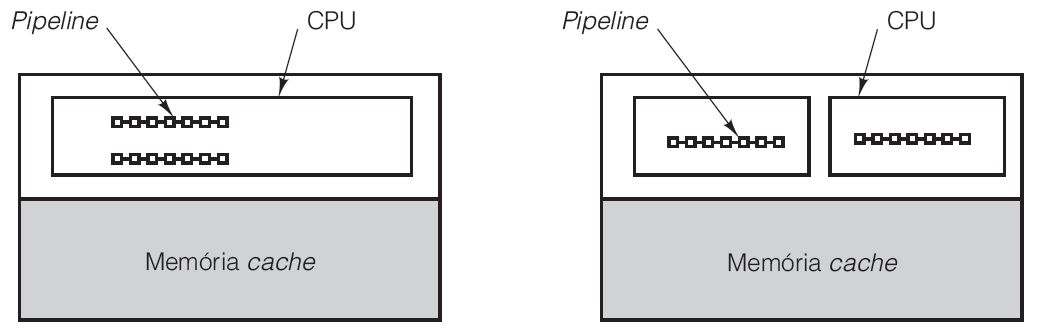 Pipeline
CPU
Memória cache
Pipeline
CPU
Memória cache